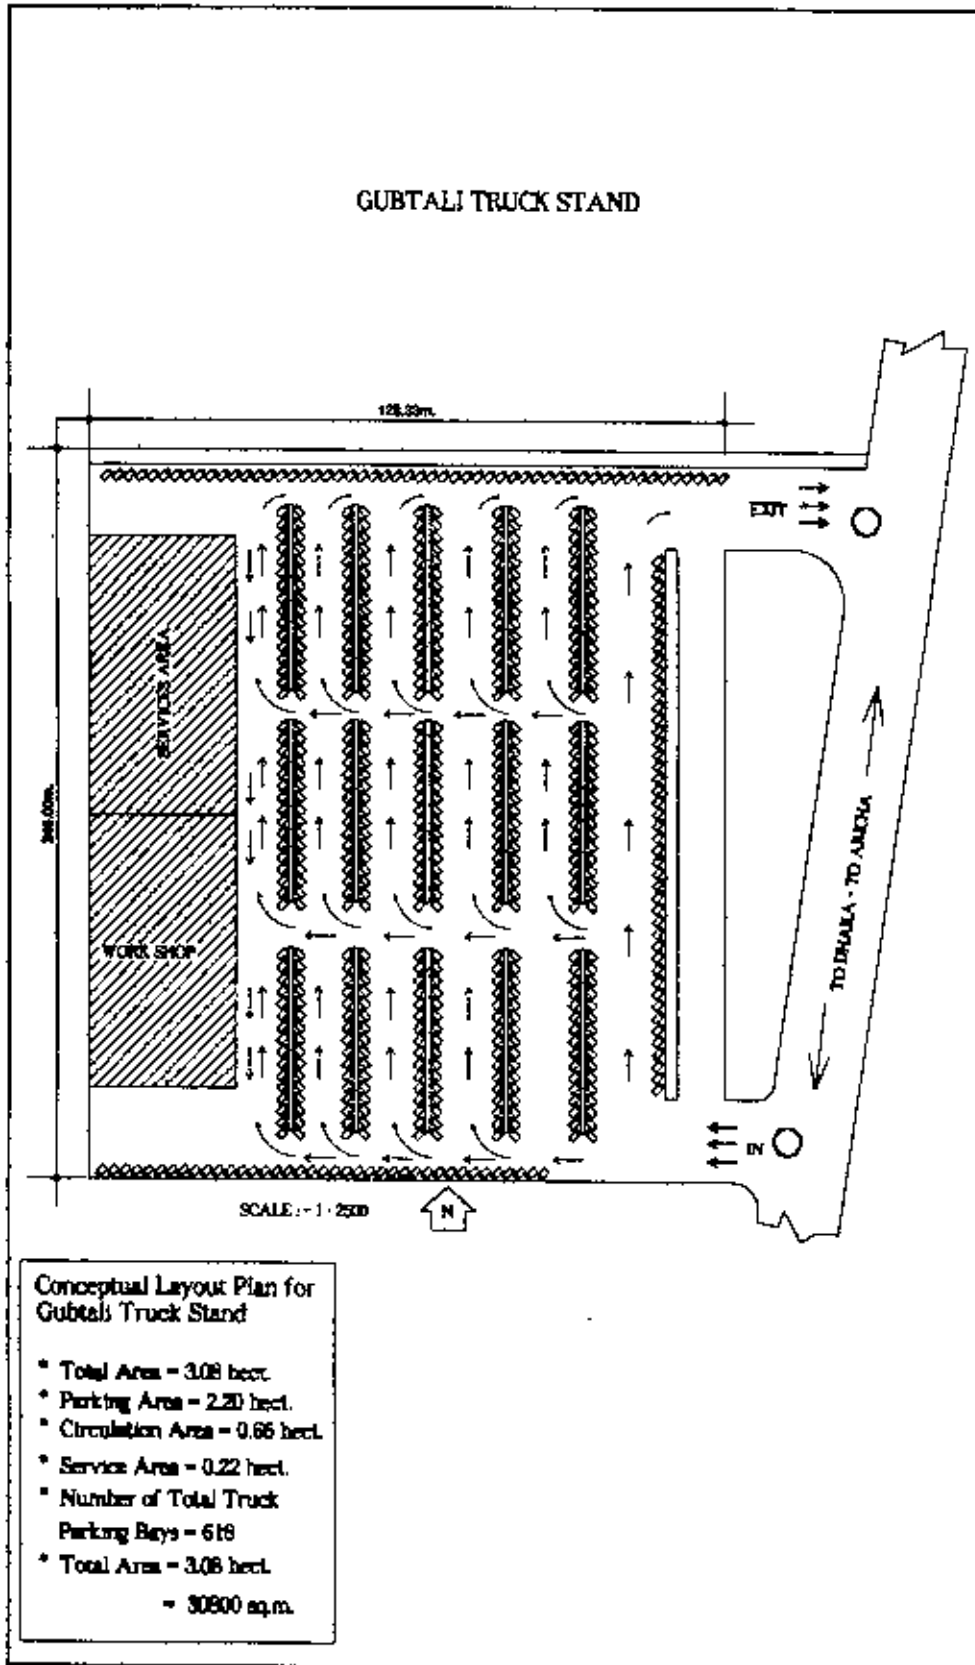 GUBTALI TRUCK STAND
EXIT
SERVICES AREA
WORK SHOP
TO DHAKA - TO ARICHA
IN
SCALE : - 1 : 2500
N
Conceptual Layout Plan for
Gubtali Truck Stand
* Total Area = 3.08 hect.
* Parking Area = 2.20 hect.
* Circulation Area = 0.66 hect.
* Service Area = 0.22 hect.
* Number of Total Truck
Parking Bays = 618
* Total Area = 3.08 hect.
= 30800 sq.m.